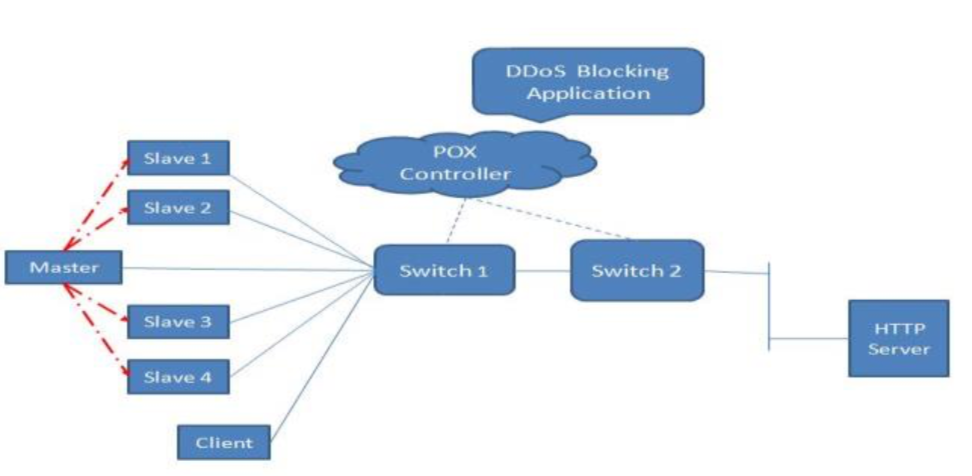 DDoS Blocking
Application
POX
Controller
Slave 1
Slave 2
Master
Switch 1
Switch 2
Slave 3
HTTP
Server
Slave 4
Client